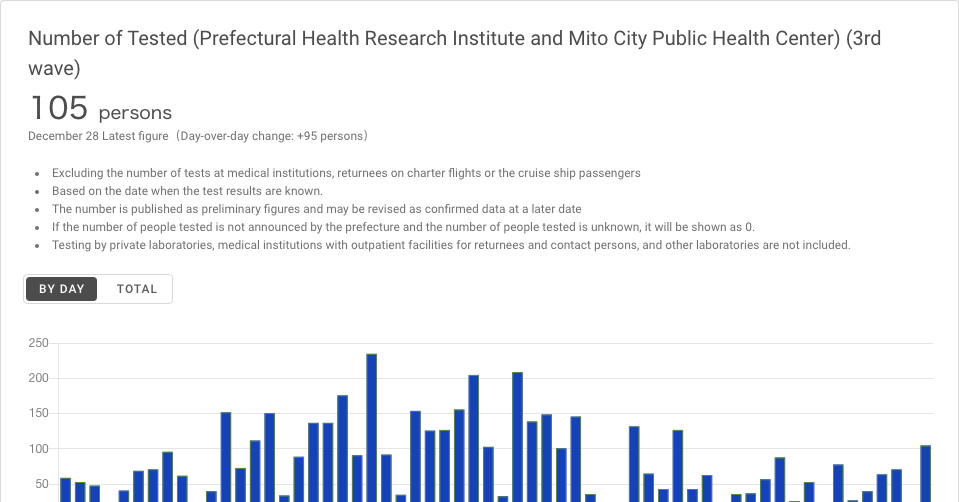 Number of Tested (Prefectural Health Research Institute and Mito City Public Health Center) (3rd
wave)
105 persons
December 28 Latest figure（Day-over-day change: +95 persons）
• Excluding the number of tests at medical institutions, returnees on charter flights or the cruise ship passengers
• Based on the date when the test results are known.
• The number is published as preliminary figures and may be revised as confirmed data at a later date
• If the number of people tested is not announced by the prefecture and the number of people tested is unknown, it will be shown as 0.
• Testing by private laboratories, medical institutions with outpatient facilities for returnees and contact persons, and other laboratories are not included.
BY DAY TOTAL
250
200
150
100
50